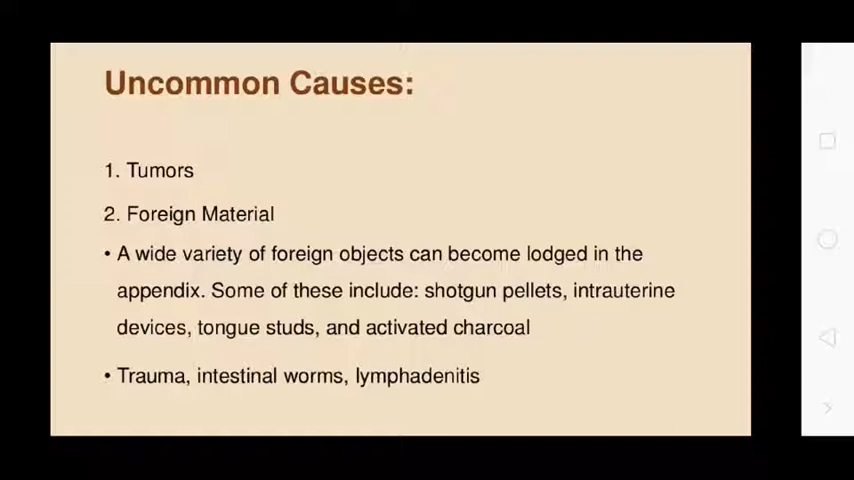 Uncommon Causes:
1. Tumors
2. Foreign Material
• A wide variety of foreign objects can become lodged in the
appendix. Some of these include: shotgun pellets, intrauterine
devices, tongue studs, and activated charcoal
• Trauma, intestinal worms, lymphadenitis